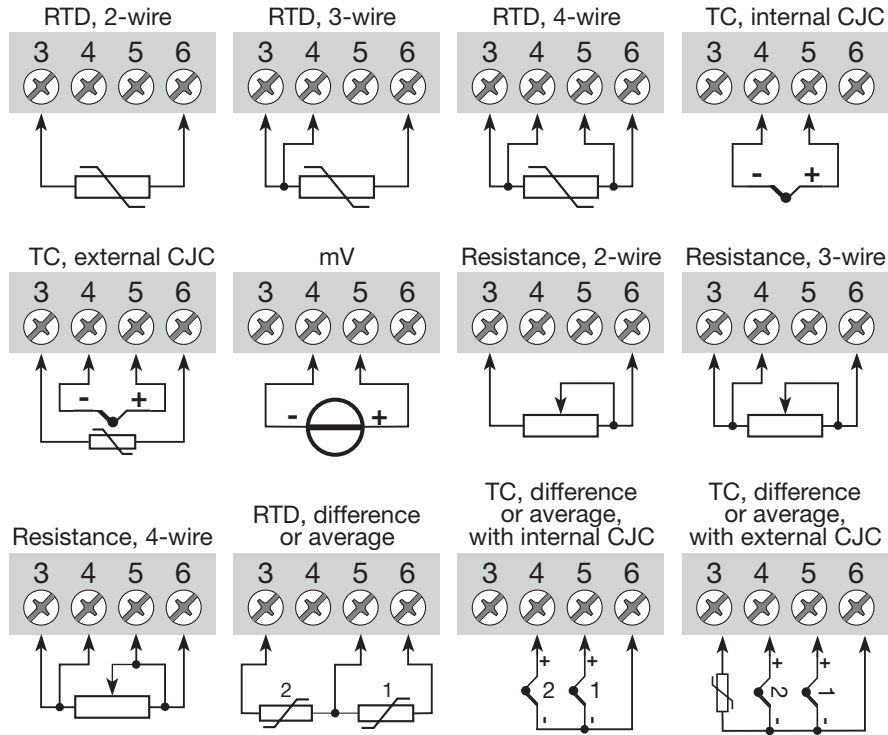 RTD, 2-wire
3 4 5 6
RTD, 3-wire
3 4 5 6
RTD, 4-wire
3 4 5 6
TC, internal CJC
3 4 5 6
- +
TC, external CJC
3 4 5 6
- +
mV
3 4 5 6
- +
Resistance, 2-wire
3 4 5 6
Resistance, 3-wire
3 4 5 6
Resistance, 4-wire
3 4 5 6
RTD, difference
or average
3 4 5 6
2 1
TC, difference
or average,
with internal CJC
3 4 5 6
+ +
2 1
- -
TC, difference
or average,
with external CJC
3 4 5 6
+ +
2 1
- -